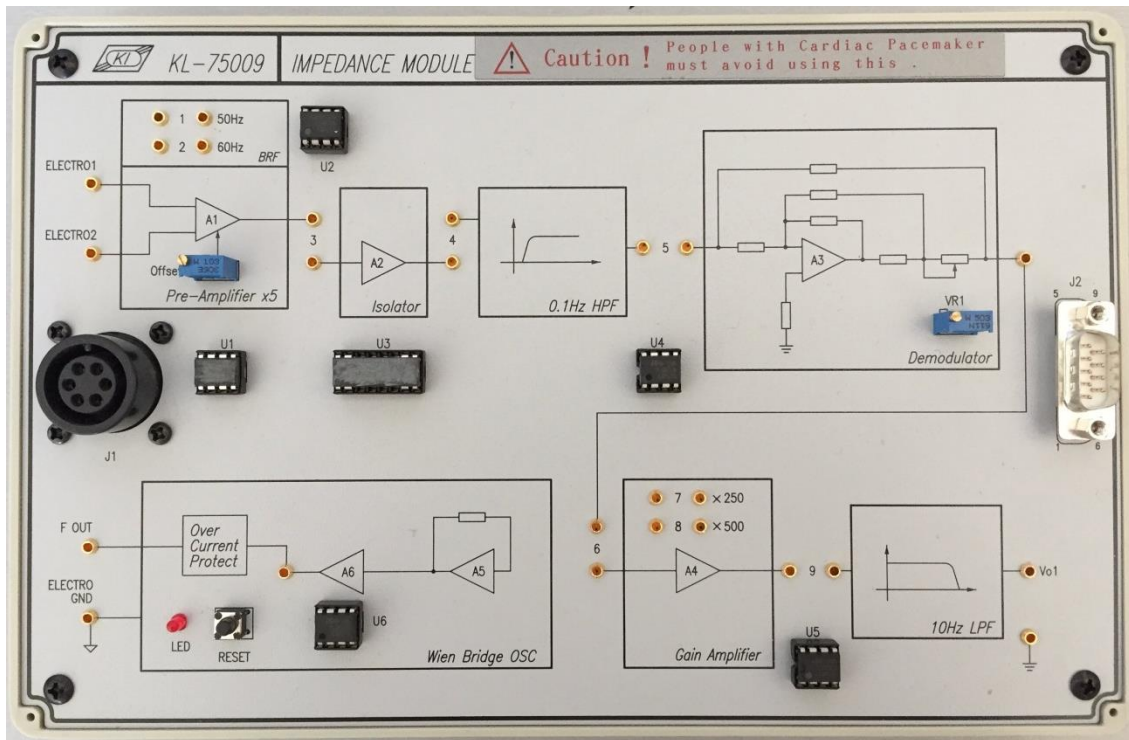 KL KL-75009 IMPEDANCE MODULE
Caution ! People with Cardiac Pacemaker
must avoid using this .
1 50Hz
2 60Hz
BRF
U2
ELECTRO1
ELECTRO2
A1
Offset
Pre-Amplifier x5
3
A2
Isolator
4
0.1Hz HPF
5
A3
VR1
Demodulator
J2
5 9
1 6
U1
U3
U4
J1
F OUT
ELECTRO
GND
Over
Current
Protect
A6
A5
LED
RESET
U6
Wien Bridge OSC
6
7 ×250
8 ×500
A4
Gain Amplifier
9
U5
10Hz LPF
Vo1